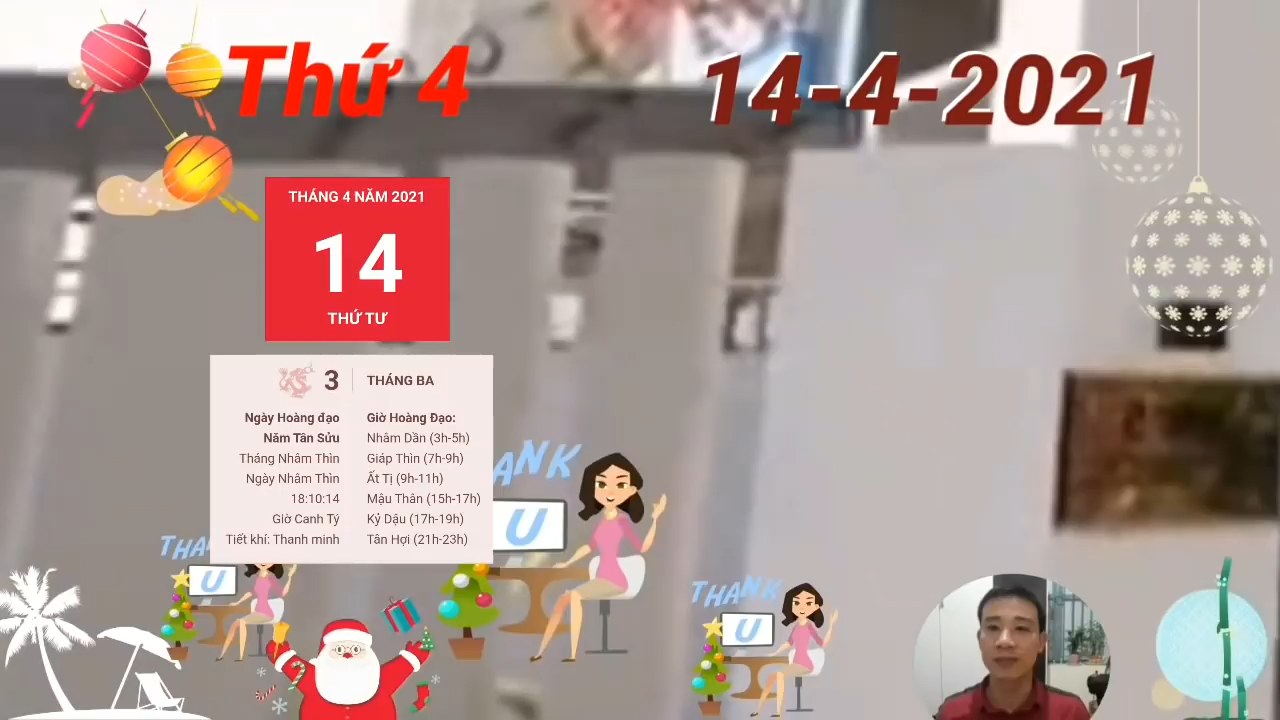 Thứ 4
14-4-2021
THÁNG 4 NĂM 2021
14
THỨ TƯ
3
THÁNG BA
Ngày Hoàng đạo
Năm Tân Sửu
Tháng Nhâm Thìn
Ngày Nhâm Thìn
18:10:14
Giờ Canh Tý
Tiết khí: Thanh minh
Giờ Hoàng Đạo:
Nhâm Dần (3h-5h)
Giáp Thìn (7h-9h)
Ất Tị (9h-11h)
Mậu Thân (15h-17h)
Kỷ Dậu (17h-19h)
Tân Hợi (21h-23h)
ANK
U
THA
U
THANK
U